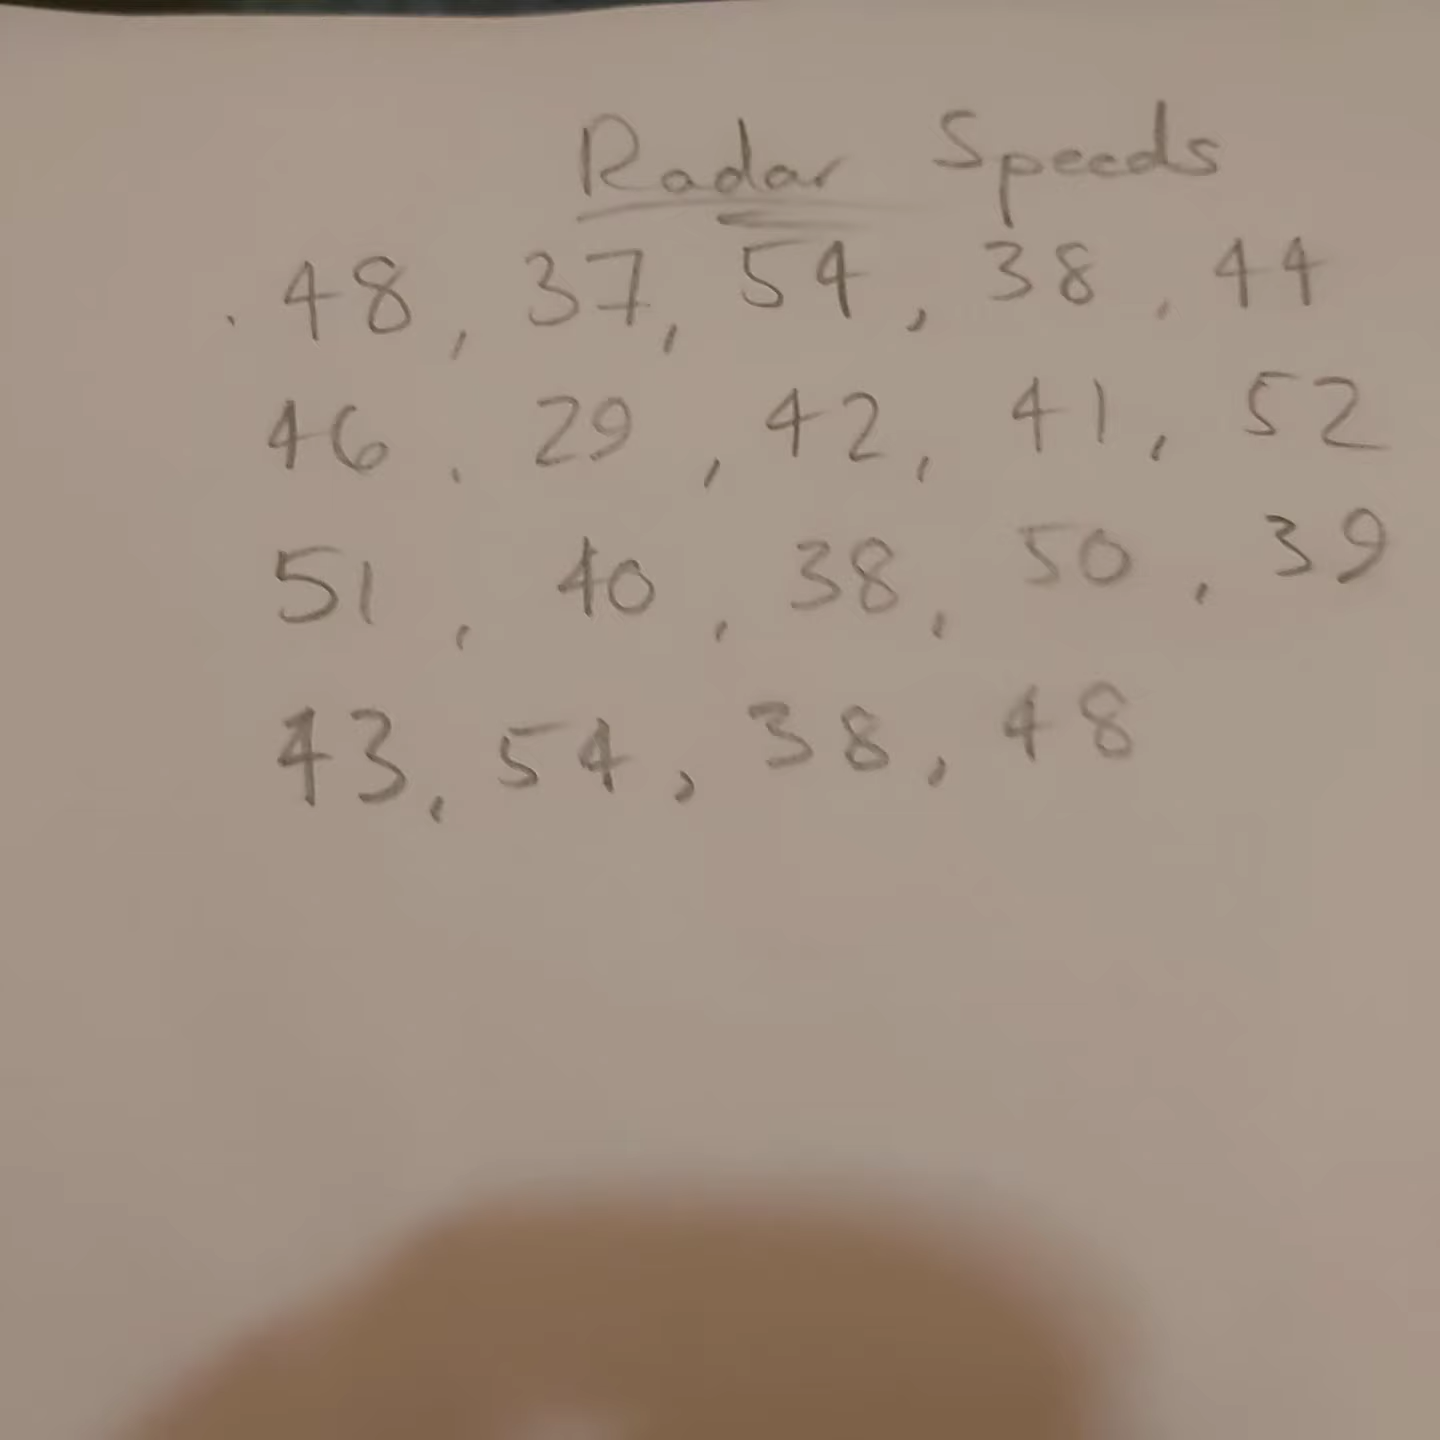 Radar Speeds
48, 37, 54, 38, 44
46, 29, 42, 41, 52
51, 40, 38, 50, 39
43, 54, 38, 48